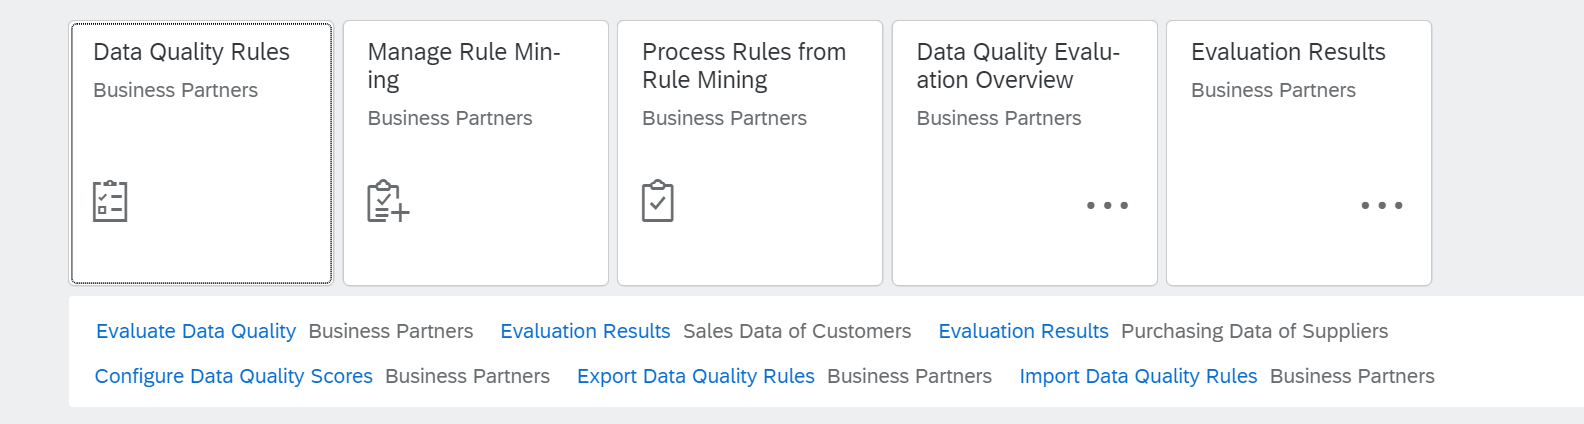 Data Quality Rules
Business Partners
Manage Rule Min-
ing
Business Partners
Process Rules from
Rule Mining
Business Partners
Data Quality Evalu-
ation Overview
Business Partners
Evaluation Results
Business Partners
Evaluate Data Quality Business Partners Evaluation Results Sales Data of Customers Evaluation Results Purchasing Data of Suppliers
Configure Data Quality Scores Business Partners Export Data Quality Rules Business Partners Import Data Quality Rules Business Partners